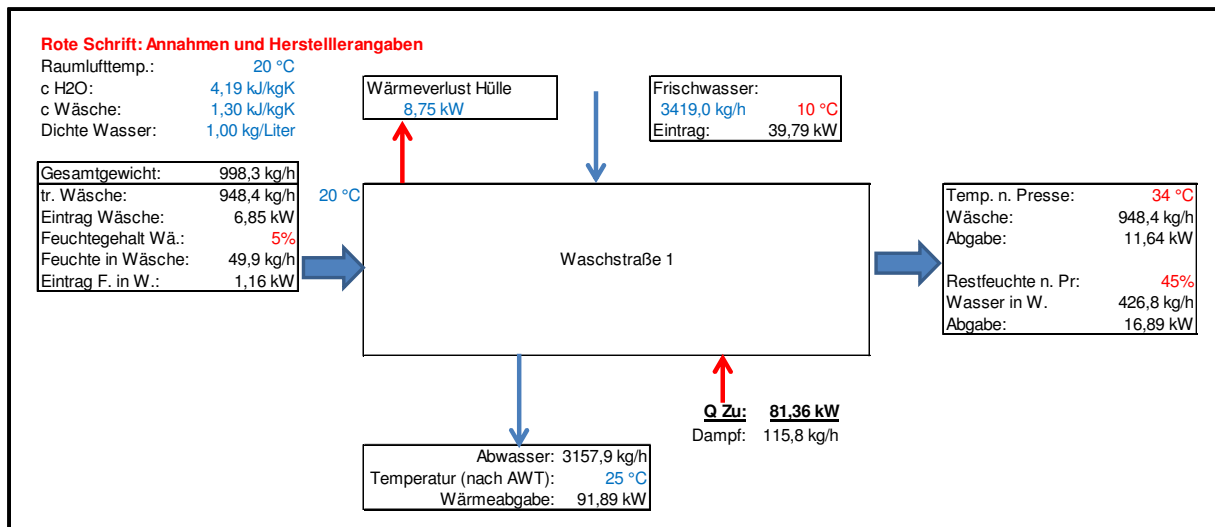 Rote Schrift: Annahmen und Herstelllerangaben
Raumlufttemp.: 20 °C
c H2O: 4,19 kJ/kgK
c Wäsche: 1,30 kJ/kgK
Dichte Wasser: 1,00 kg/Liter
Wärmeverlust Hülle
8,75 kW
Frischwasser:
3419,0 kg/h 10 °C
Eintrag: 39,79 kW
Gesamtgewicht: 998,3 kg/h
tr. Wäsche: 948,4 kg/h 20 °C
Eintrag Wäsche: 6,85 kW
Feuchtegehalt Wä.: 5%
Feuchte in Wäsche: 49,9 kg/h
Eintrag F. in W.: 1,16 kW
Waschstraße 1
Temp. n. Presse: 34 °C
Wäsche: 948,4 kg/h
Abgabe: 11,64 kW
Restfeuchte n. Pr: 45%
Wasser in W. 426,8 kg/h
Abgabe: 16,89 kW
Q Zu: 81,36 kW
Dampf: 115,8 kg/h
Abwasser: 3157,9 kg/h
Temperatur (nach AWT): 25 °C
Wärmeabgabe: 91,89 kW